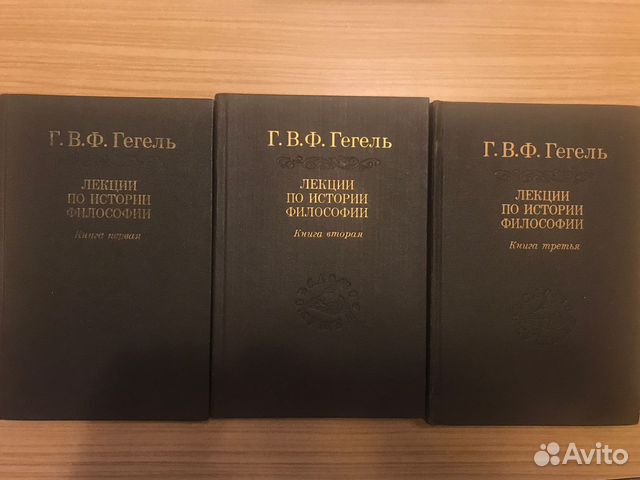 Г. В.Ф. Гегель
ЛЕКЦИИ
ПО ИСТОРИИ
ФИЛОСОФИИ
Книга первая
Г. В.Ф. Гегель
ЛЕКЦИИ
ПО ИСТОРИИ
ФИЛОСОФИИ
Книга вторая
Г. В.Ф. Гегель
ЛЕКЦИИ
ПО ИСТОРИИ
ФИЛОСОФИИ
Книга третья
Avito